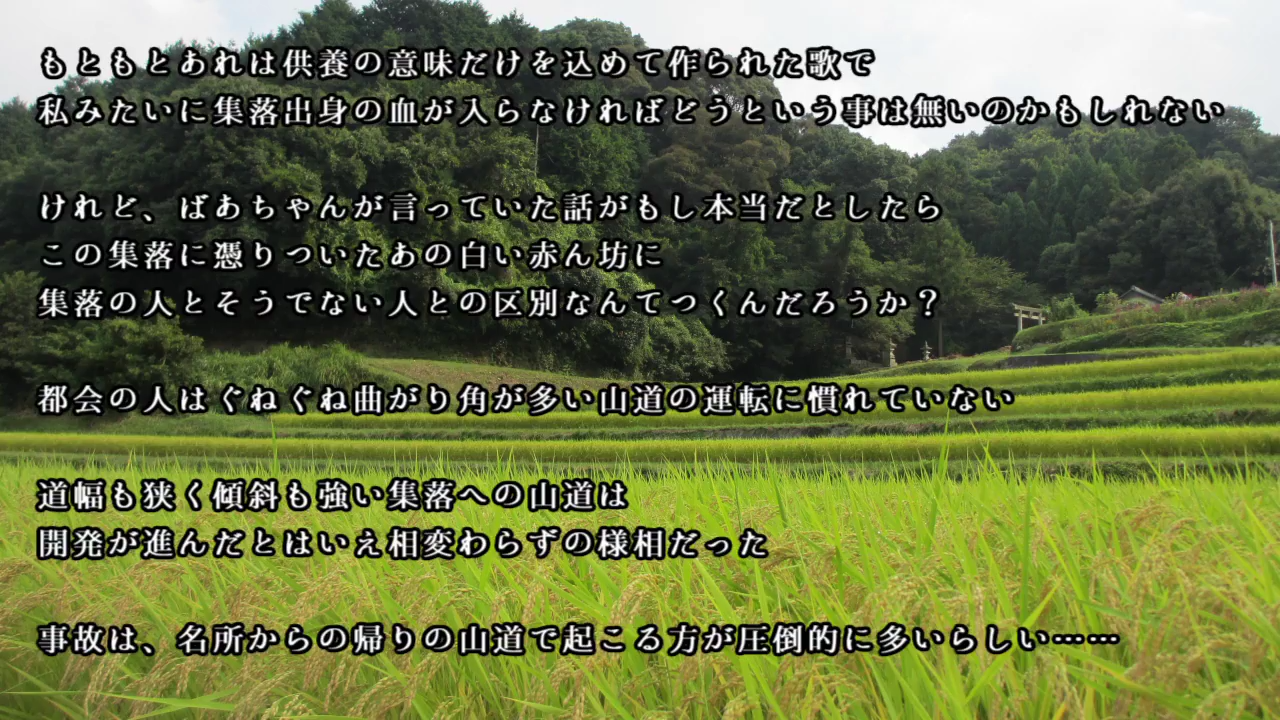 もともとあれは供養の意味だけを込めて作られた歌で
私みたいに集落出身の血が入らなければどうという事は無いのかもしれない
けれど、ばあちゃんが言っていた話がもし本当だとしたら
この集落に憑りついたあの白い赤ん坊に
集落の人とそうでない人との区別なんてつくんだろうか？
都会の人はぐねぐね曲がり角が多い山道の運転に慣れていない
道幅も狭く傾斜も強い集落への山道は
開発が進んだとはいえ相変わらずの様相だった
事故は、名所からの帰りの山道で起こる方が圧倒的に多いらしい……